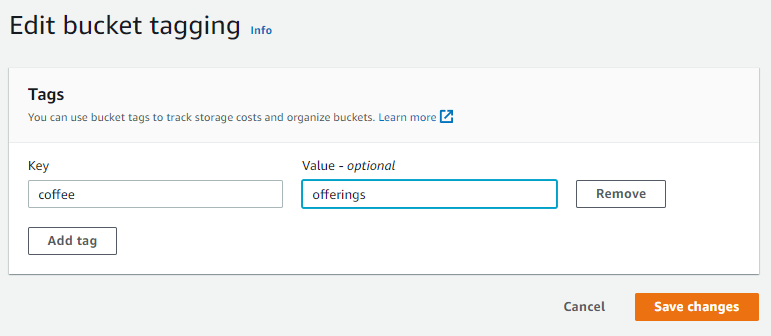 Edit bucket tagging Info
Tags
You can use bucket tags to track storage costs and organize buckets. Learn more
Key
Value - optional
coffee
offerings
Remove
Add tag
Cancel
Save changes